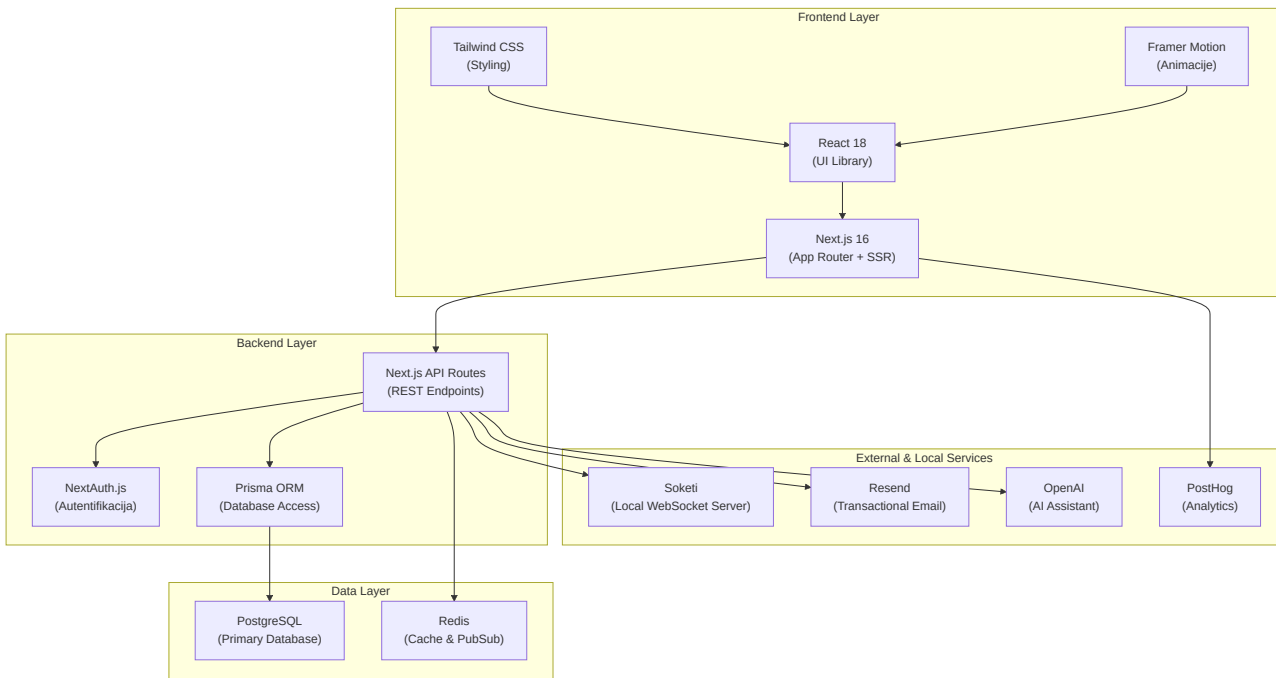 Frontend Layer
Tailwind CSS
(Styling)
Framer Motion
(Animacije)
React 18
(UI Library)
Next.js 16
(App Router + SSR)
Backend Layer
Next.js API Routes
(REST Endpoints)
NextAuth.js
(Autentifikacija)
Prisma ORM
(Database Access)
External & Local Services
Soketi
(Local WebSocket Server)
Resend
(Transactional Email)
OpenAI
(AI Assistant)
PostHog
(Analytics)
Data Layer
PostgreSQL
(Primary Database)
Redis
(Cache & PubSub)